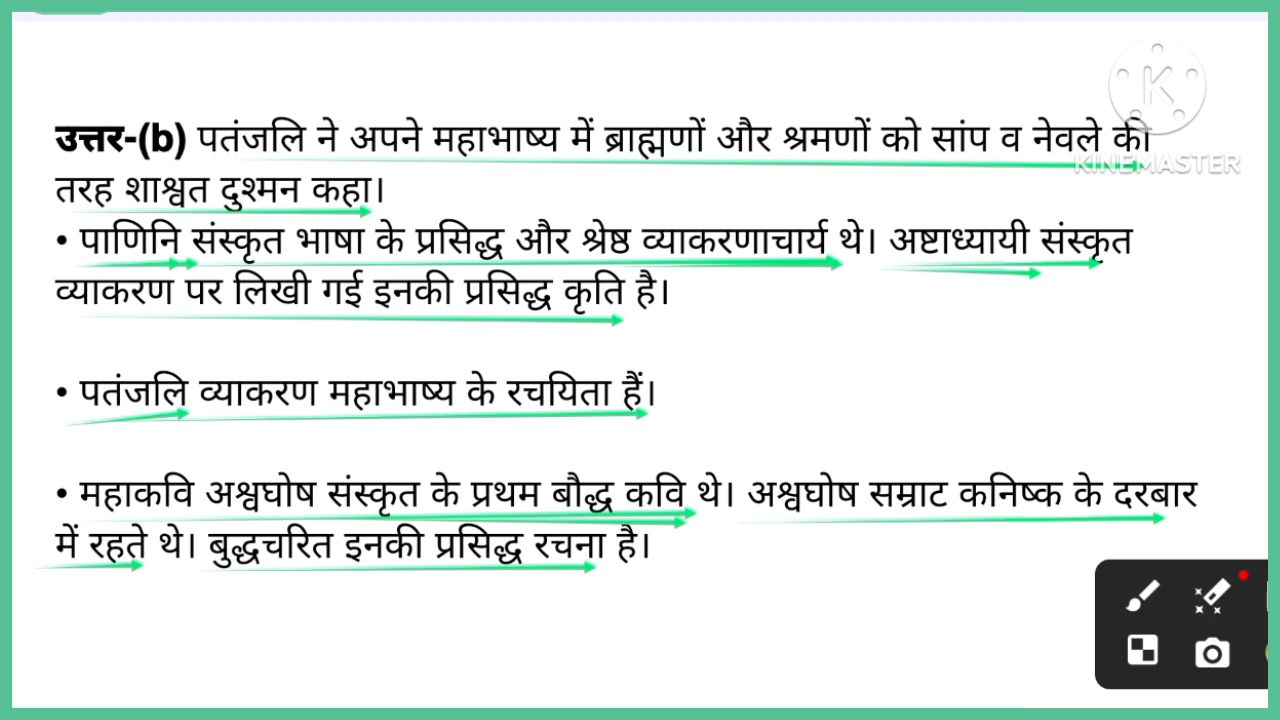 उत्तर-(b) पतंजलि ने अपने महाभाष्य में ब्राह्मणों और श्रमणों को सांप व नेवले की
तरह शाश्वत दुश्मन कहा।
• पाणिनि संस्कृत भाषा के प्रसिद्ध और श्रेष्ठ व्याकरणाचार्य थे। अष्टाध्यायी संस्कृत
व्याकरण पर लिखी गई इनकी प्रसिद्ध कृति है।
• पतंजलि व्याकरण महाभाष्य के रचयिता हैं।
• महाकवि अश्वघोष संस्कृत के प्रथम बौद्ध कवि थे। अश्वघोष सम्राट कनिष्क के दरबार
में रहते थे। बुद्धचरित इनकी प्रसिद्ध रचना है।
K
KINEMASTER